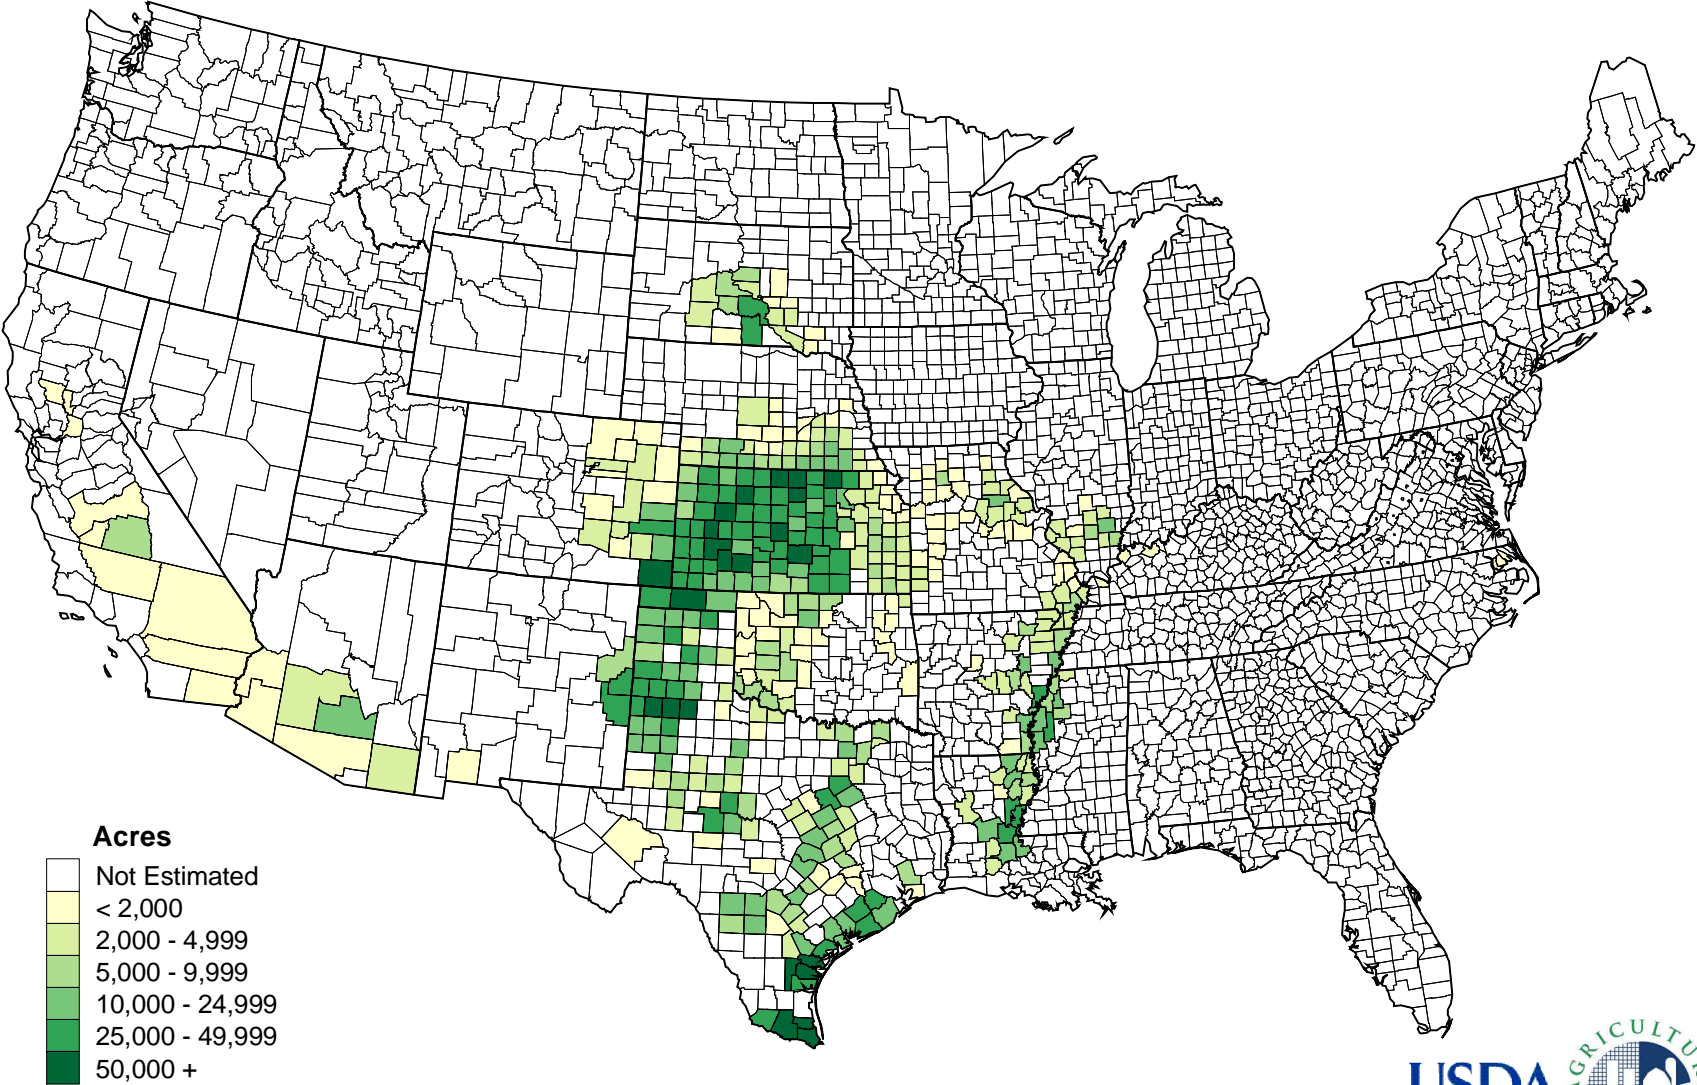 Acres
Not Estimated
< 2,000
2,000 - 4,999
5,000 - 9,999
10,000 - 24,999
25,000 - 49,999
50,000 +
USDA